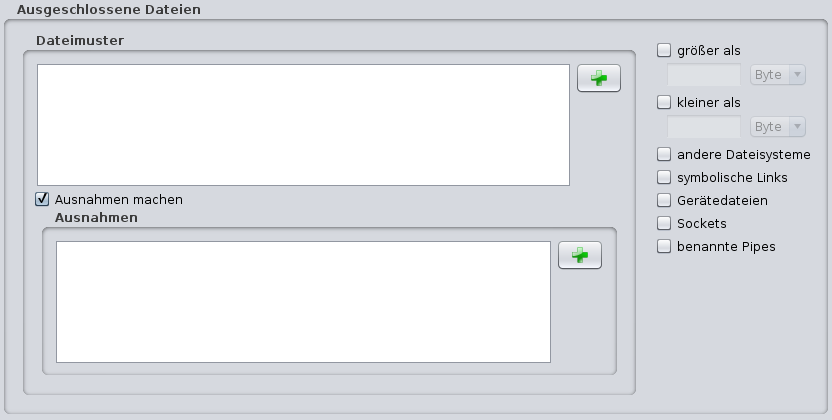 Ausgeschlossene Dateien
Dateimuster
Ausnahmen machen
Ausnahmen
größer als
Byte
kleiner als
Byte
andere Dateisysteme
symbolische Links
Gerätedateien
Sockets
benannte Pipes